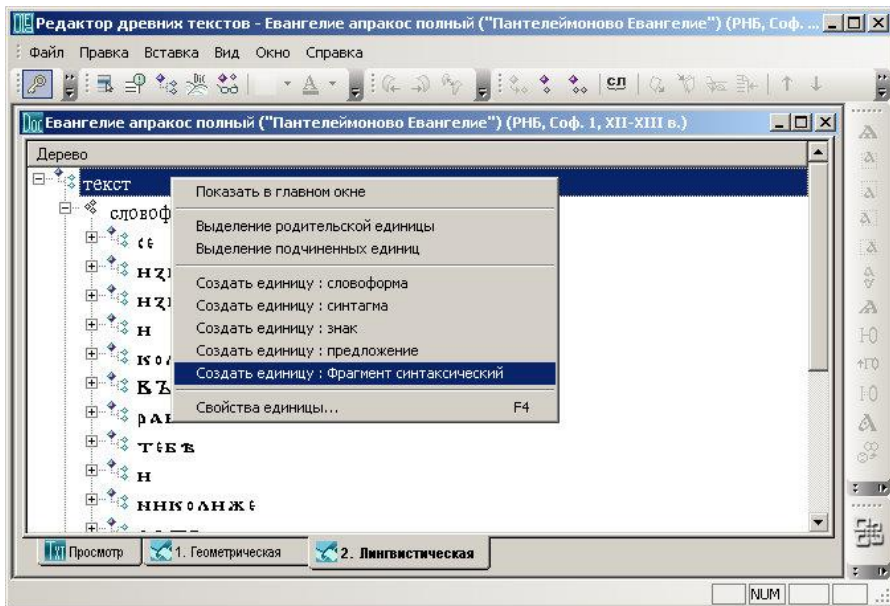 Редактор древних текстов - Евангелие апракос полный ("Пантелеймоново Евангелие") (РНБ, Соф. ...
Файл Правка Вставка Вид Окно Справка
СЛ
Евангелие апракос полный ("Пантелеймоново Евангелие") (РНБ, Соф. 1, XII-XIII в.)
Дерево
текст
словоф
Показать в главном окне
Выделение родительской единицы
Выделение подчиненных единиц
Создать единицу : словоформа
Создать единицу : синтагма
Создать единицу : знак
Создать единицу : предложение
Создать единицу : Фрагмент синтаксический
Свойства единицы... F4
тебѣ
н
ннколнже
Просмотр 1. Геометрическая 2. Лингвистическая
NUM